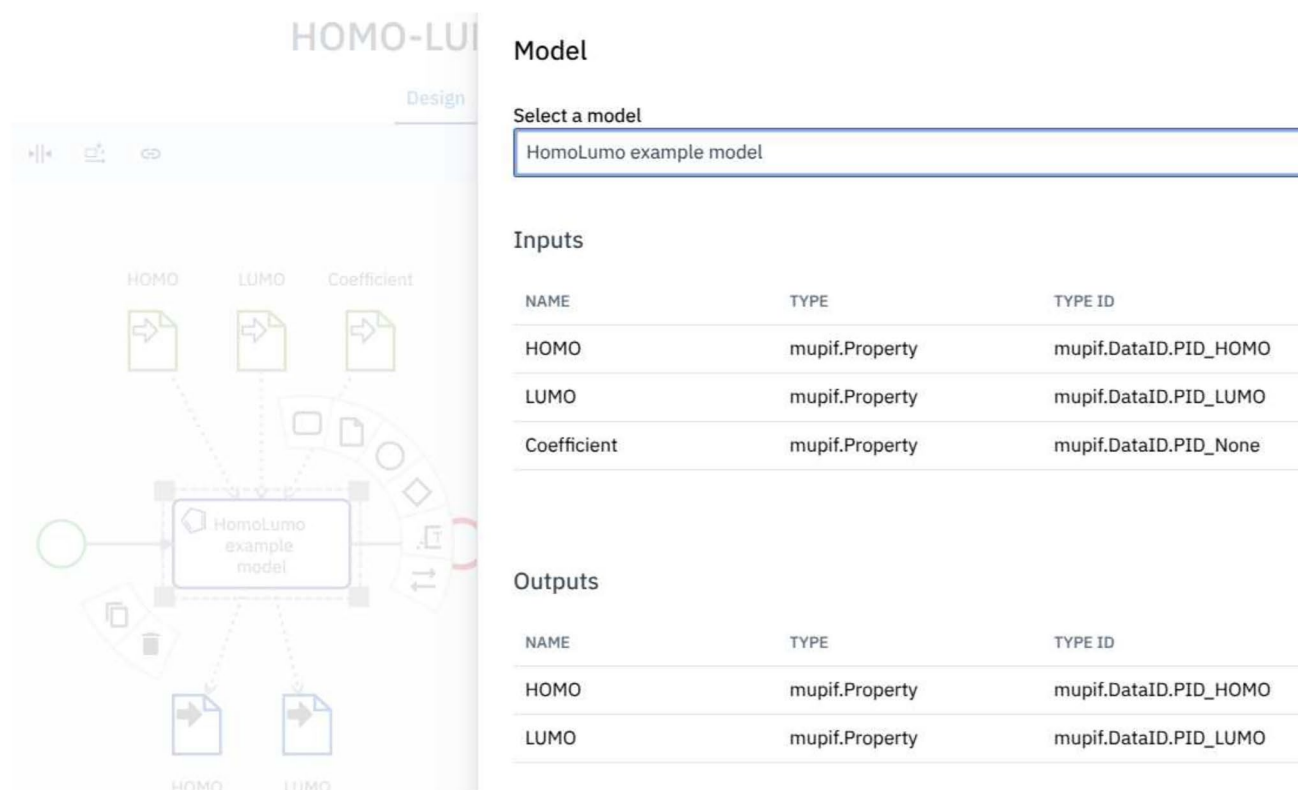 HOMO-LU
Design
HOMO LUMO Coefficient
HomoLumo
example
model
HOMO LUMO
Model
Select a model
HomoLumo example model
Inputs
NAME TYPE TYPE ID
HOMO mupif.Property mupif.DataID.PID_HOMO
LUMO mupif.Property mupif.DataID.PID_LUMO
Coefficient mupif.Property mupif.DataID.PID_None
Outputs
NAME TYPE TYPE ID
HOMO mupif.Property mupif.DataID.PID_HOMO
LUMO mupif.Property mupif.DataID.PID_LUMO